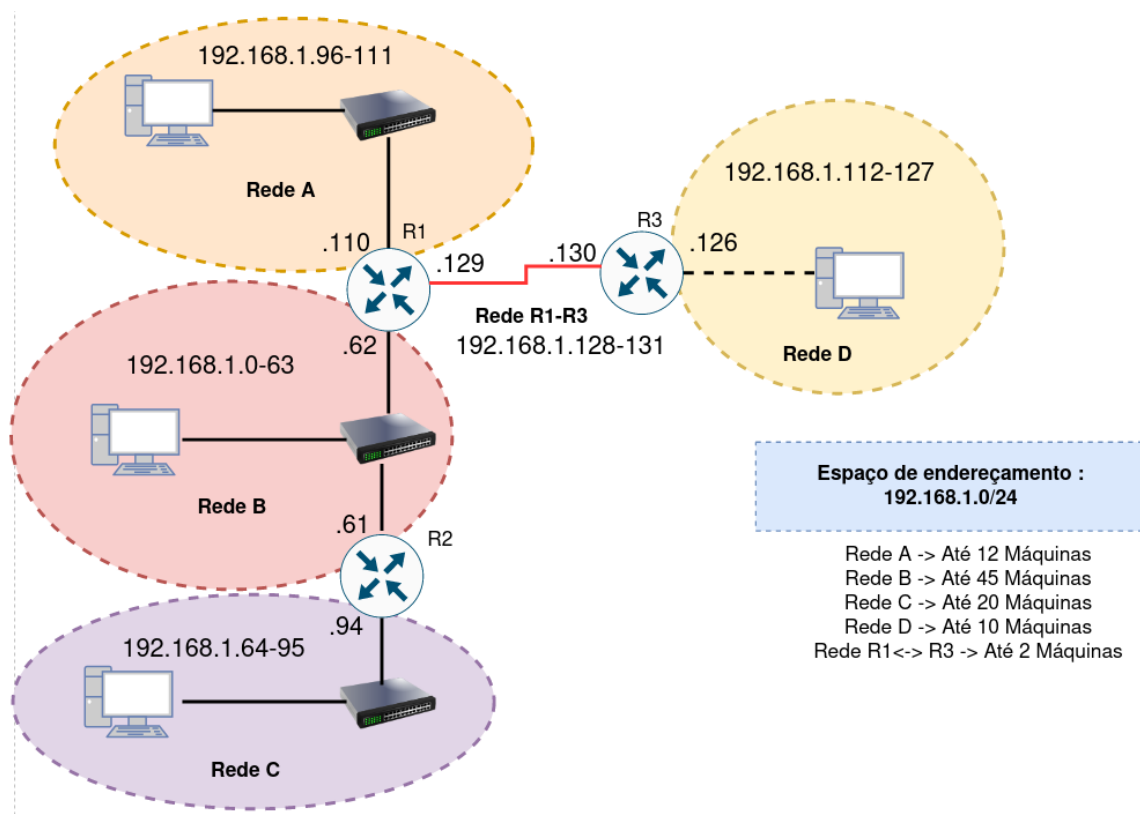 192.168.1.96-111
Rede A
.110
R1
.129
.130
R3
192.168.1.112-127
.126
Rede D
Rede R1-R3
192.168.1.128-131
.62
192.168.1.0-63
Rede B
.61
R2
.94
192.168.1.64-95
Rede C
Espaço de endereçamento :
192.168.1.0/24
Rede A -> Até 12 Máquinas
Rede B -> Até 45 Máquinas
Rede C -> Até 20 Máquinas
Rede D -> Até 10 Máquinas
Rede R1<-> R3 -> Até 2 Máquinas